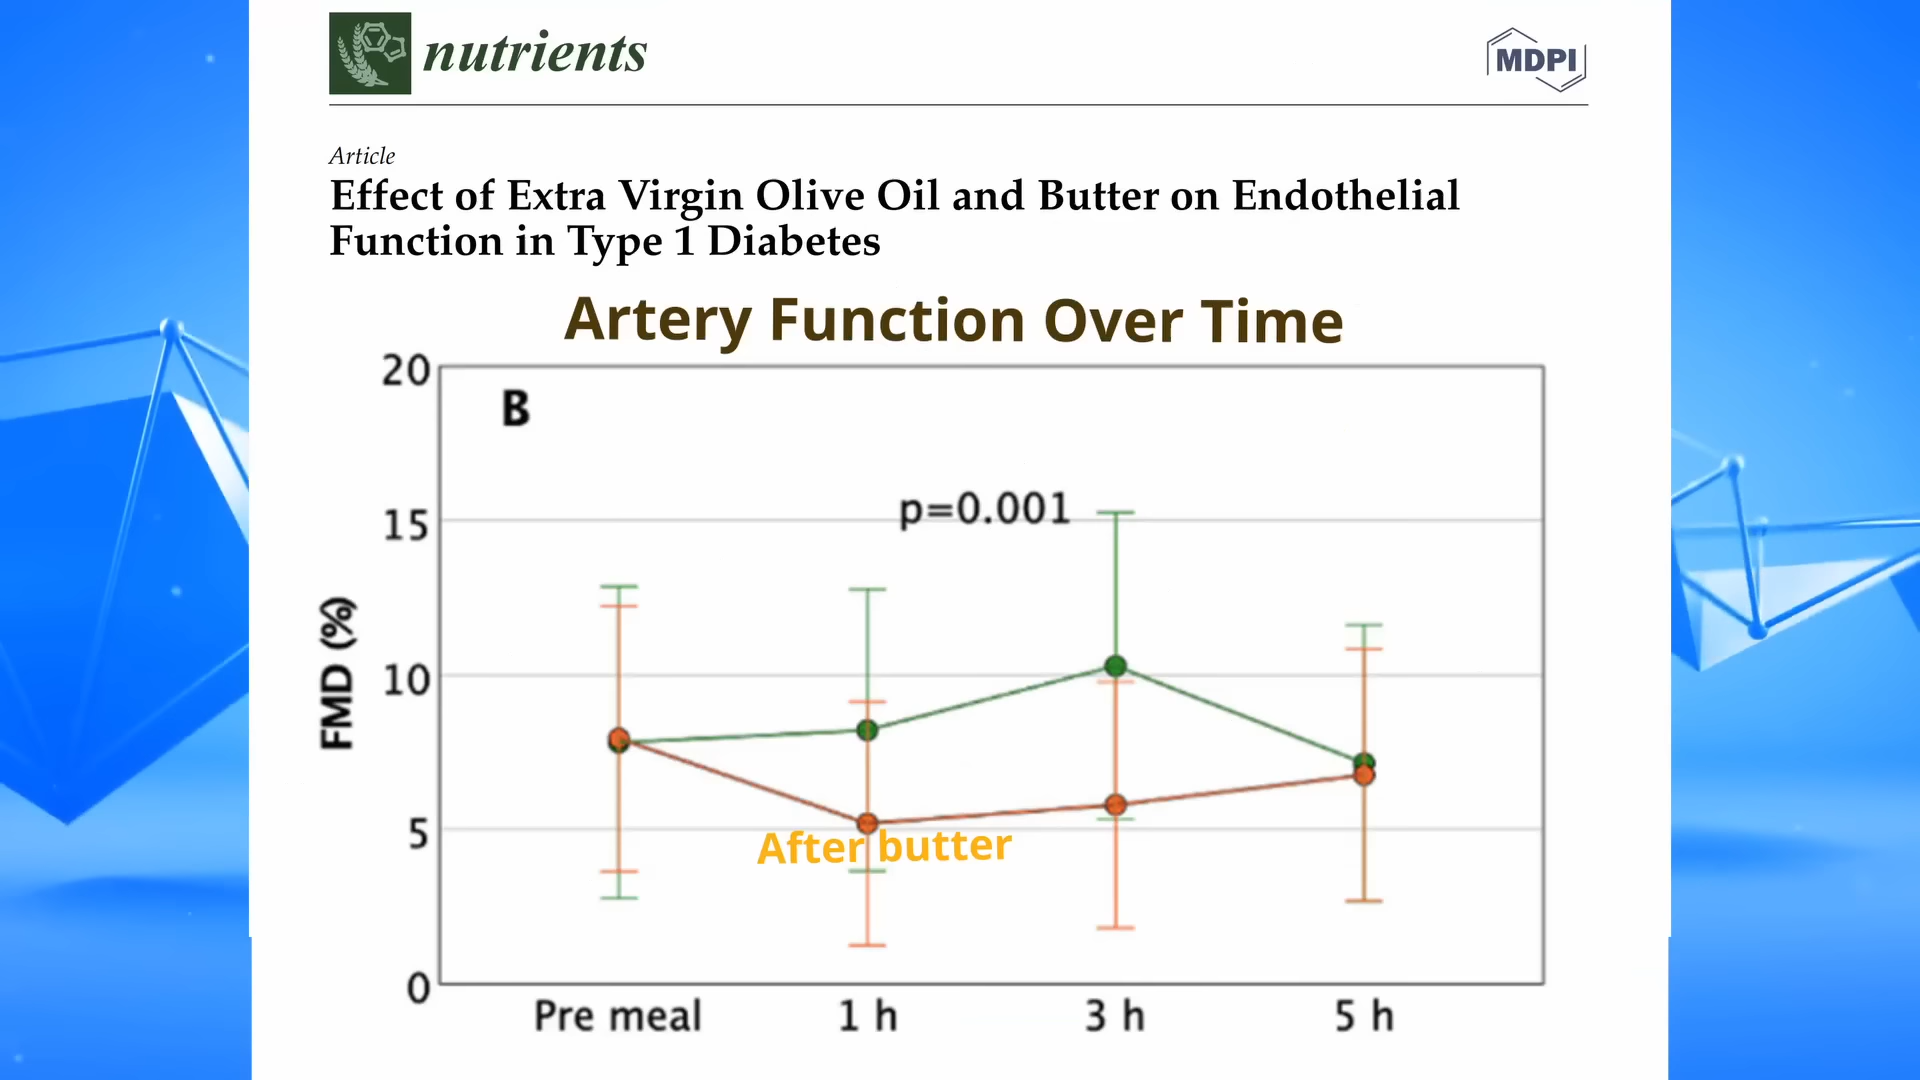 nutrients
MDPI
Article
Effect of Extra Virgin Olive Oil and Butter on Endothelial
Function in Type 1 Diabetes
Artery Function Over Time
20
B
15
p=0.001
FMD (%)
10
5
After butter
0
Pre meal 1 h 3 h 5 h